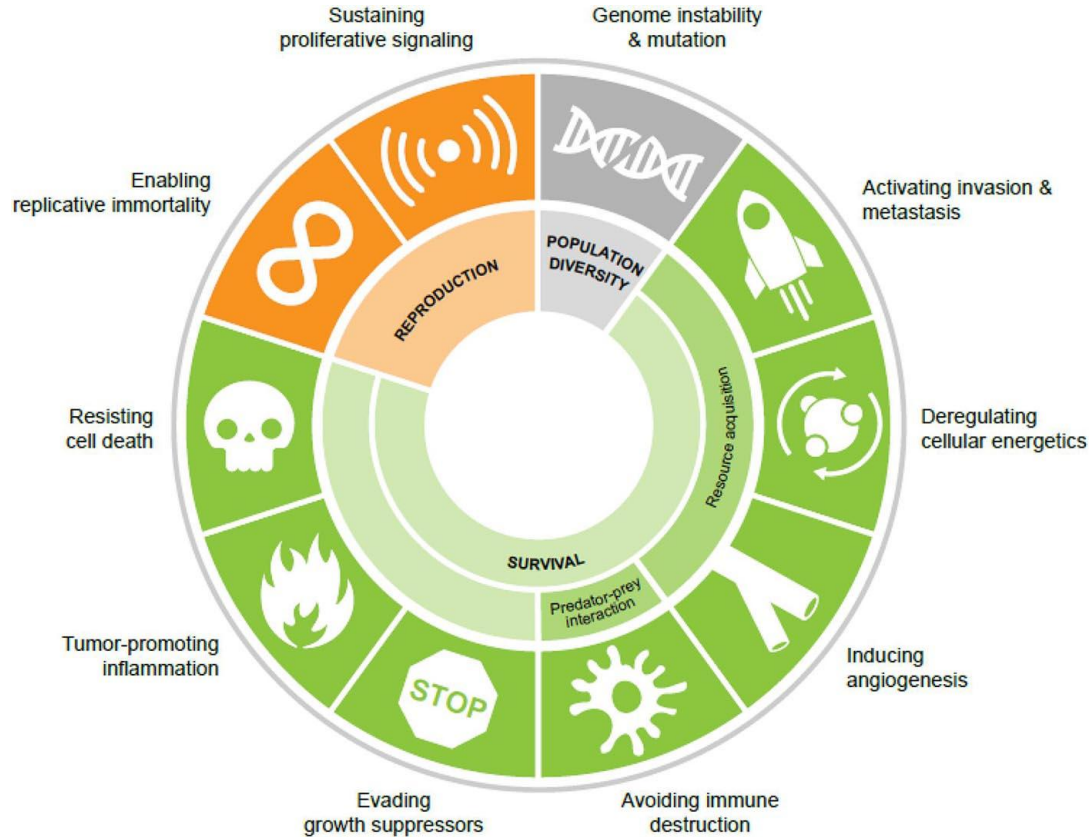 Sustaining
proliferative signaling
Genome instability
& mutation
Enabling
replicative immortality
Activating invasion &
metastasis
REPRODUCTION
POPULATION
DIVERSITY
Resisting
cell death
Resource acquisition
Deregulating
cellular energetics
SURVIVAL
Predator-prey
interaction
Tumor-promoting
inflammation
STOP
Inducing
angiogenesis
Evading
growth suppressors
Avoiding immune
destruction